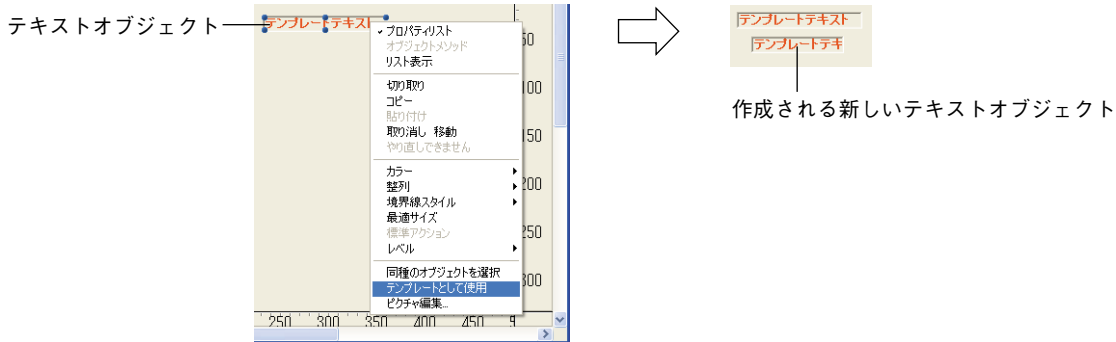 テキストオブジェクト
テンプレートテキスト
プロパティリスト
オブジェクトメソッド
リスト表示
切り取り
コピー
貼り付け
取り消し 移動
やり直しできません
カラー
整列
境界線スタイル
最適サイズ
標準アクション
レベル
同種のオブジェクトを選択
テンプレートとして使用
ピクチャ編集...
50
100
150
200
250
300
250 300 350 400 450
テンプレートテキスト
テンプレートテキ
作成される新しいテキストオブジェクト